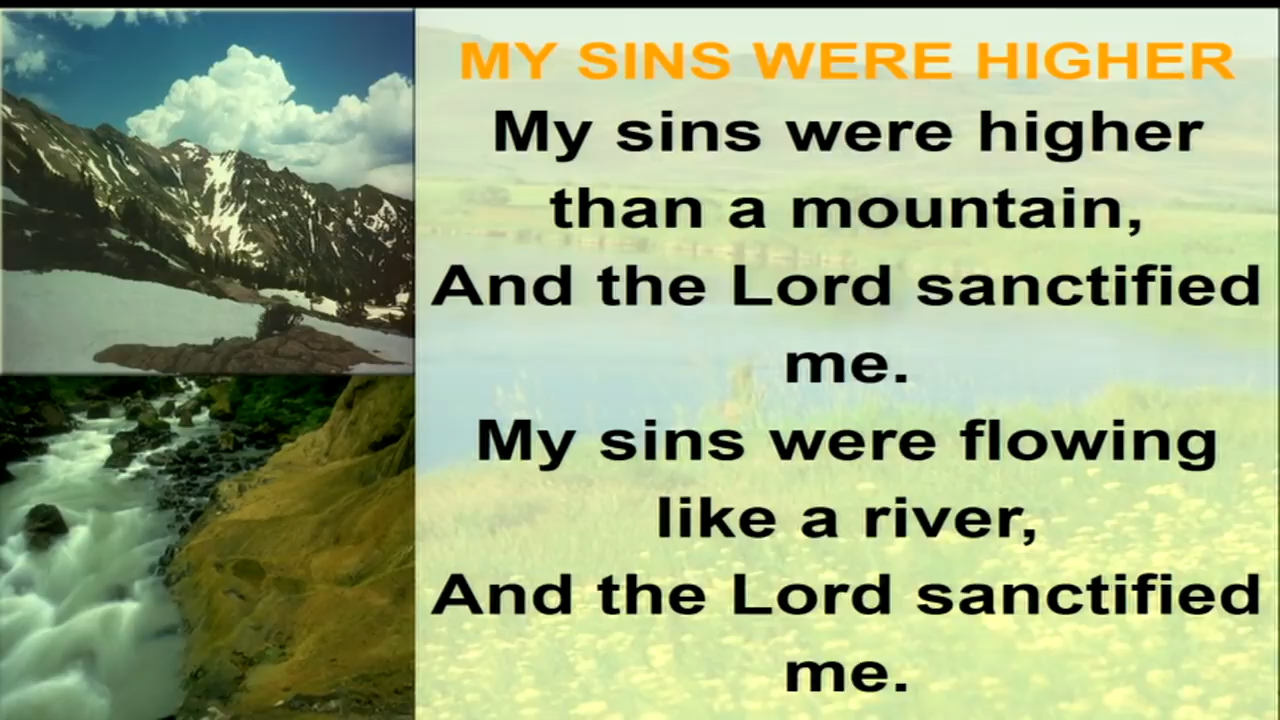 MY SINS WERE HIGHER
My sins were higher
than a mountain,
And the Lord sanctified
me.
My sins were flowing
like a river,
And the Lord sanctified
me.